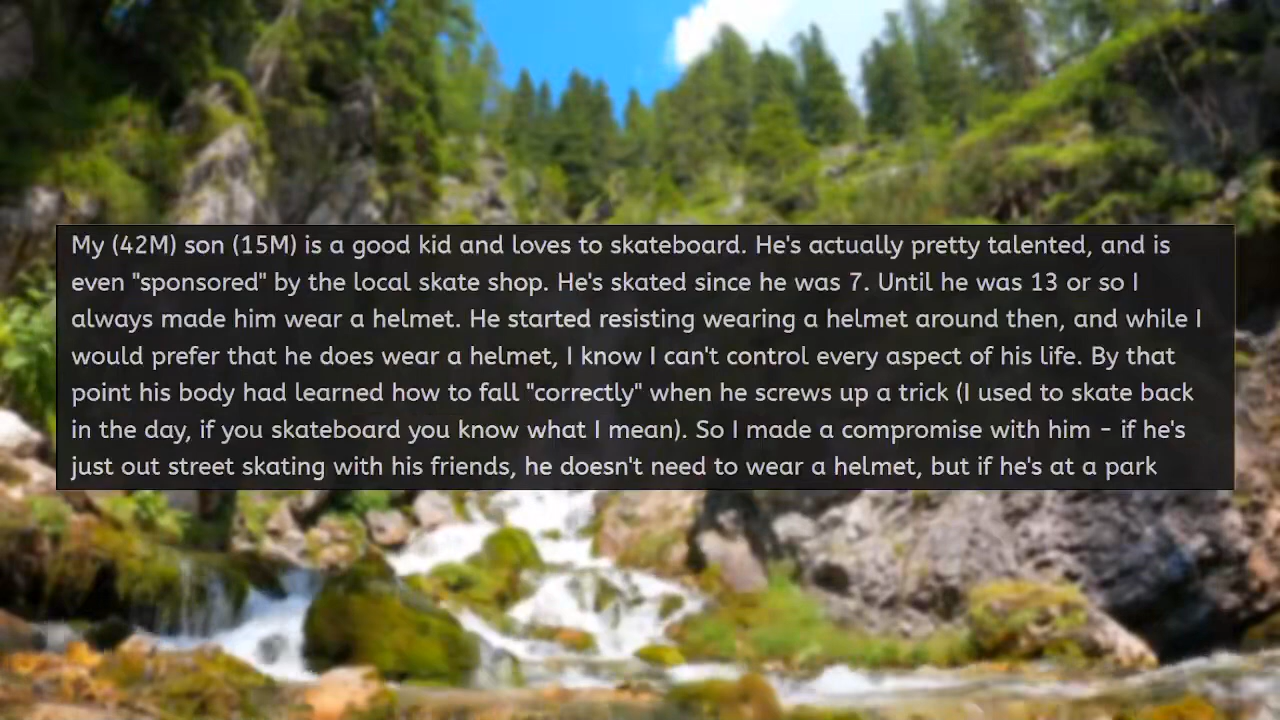 My (42M) son (15M) is a good kid and loves to skateboard. He's actually pretty talented, and is
even "sponsored" by the local skate shop. He's skated since he was 7. Until he was 13 or so I
always made him wear a helmet. He started resisting wearing a helmet around then, and while I
would prefer that he does wear a helmet, I know I can't control every aspect of his life. By that
point his body had learned how to fall "correctly" when he screws up a trick (I used to skate back
in the day, if you skateboard you know what I mean). So I made a compromise with him - if he's
just out street skating with his friends, he doesn't need to wear a helmet, but if he's at a park